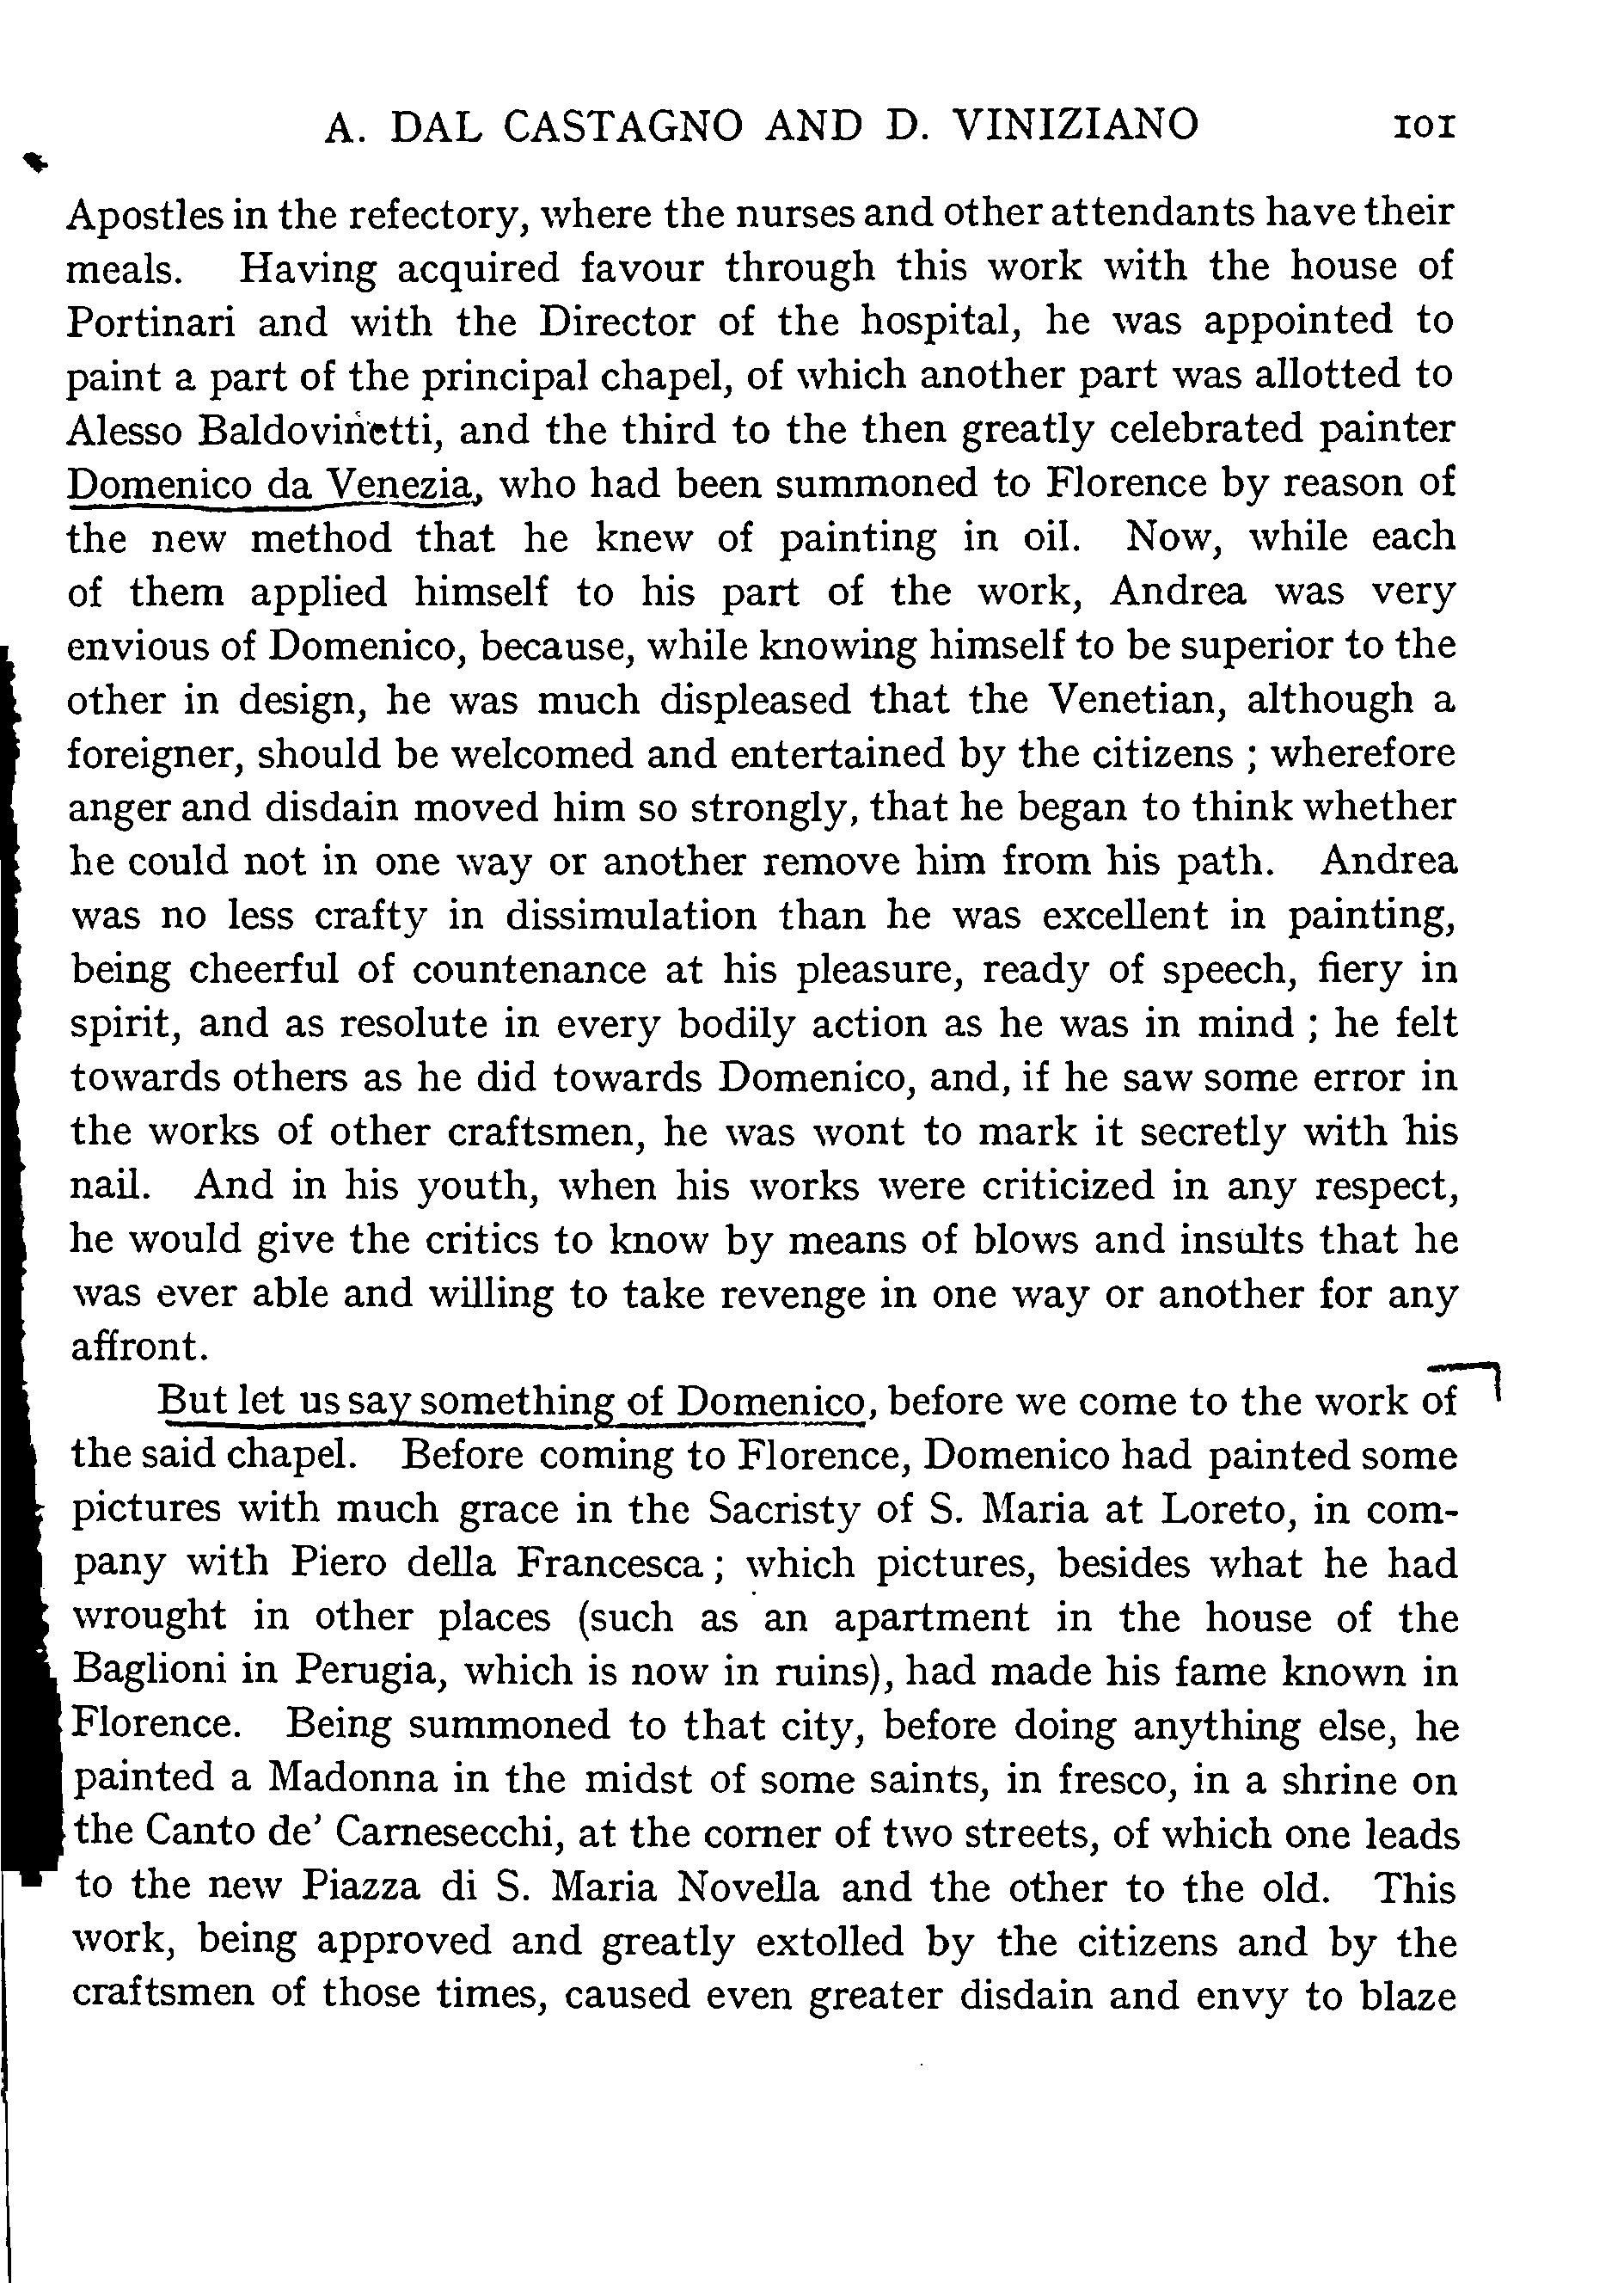 A. DAL CASTAGNO AND D. VINIZIANO 101
Apostles in the refectory, where the nurses and other attendants have their
meals. Having acquired favour through this work with the house of
Portinari and with the Director of the hospital, he was appointed to
paint a part of the principal chapel, of which another part was allotted to
Alesso Baldovinetti, and the third to the then greatly celebrated painter
Domenico da Venezia, who had been summoned to Florence by reason of
the new method that he knew of painting in oil. Now, while each
of them applied himself to his part of the work, Andrea was very
envious of Domenico, because, while knowing himself to be superior to the
other in design, he was much displeased that the Venetian, although a
foreigner, should be welcomed and entertained by the citizens ; wherefore
anger and disdain moved him so strongly, that he began to think whether
he could not in one way or another remove him from his path. Andrea
was no less crafty in dissimulation than he was excellent in painting,
being cheerful of countenance at his pleasure, ready of speech, fiery in
spirit, and as resolute in every bodily action as he was in mind ; he felt
towards others as he did towards Domenico, and, if he saw some error in
the works of other craftsmen, he was wont to mark it secretly with his
nail. And in his youth, when his works were criticized in any respect,
he would give the critics to know by means of blows and insults that he
was ever able and willing to take revenge in one way or another for any
affront.
But let us say something of Domenico, before we come to the work of
the said chapel. Before coming to Florence, Domenico had painted some
pictures with much grace in the Sacristy of S. Maria at Loreto, in com-
pany with Piero della Francesca ; which pictures, besides what he had
wrought in other places (such as an apartment in the house of the
Baglioni in Perugia, which is now in ruins), had made his fame known in
Florence. Being summoned to that city, before doing anything else, he
painted a Madonna in the midst of some saints, in fresco, in a shrine on
the Canto de' Carnesecchi, at the corner of two streets, of which one leads
to the new Piazza di S. Maria Novella and the other to the old. This
work, being approved and greatly extolled by the citizens and by the
craftsmen of those times, caused even greater disdain and envy to blaze